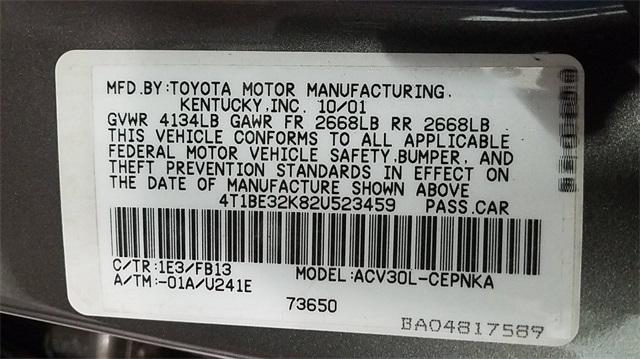 MFD.BY:TOYOTA MOTOR MANUFACTURING.
KENTUCKY,INC. 10/01
GVWR 4134LB GAWR FR 2668LB RR 2668LB
THIS VEHICLE CONFORMS TO ALL APPLICABLE
FEDERAL MOTOR VEHICLE SAFETY,BUMPER, AND
THEFT PREVENTION STANDARDS IN EFFECT ON
THE DATE OF MANUFACTURE SHOWN ABOVE
4T1BE32K82U523459 PASS.CAR
C/TR:1E3/FB13 MODEL:ACV30L-CEPNKA
A/TM:-01A/U241E
73650
BA04817589